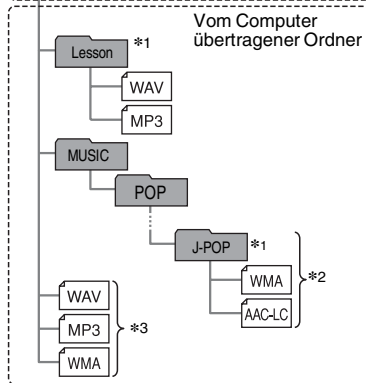 Vom Computer
übertragener Ordner
Lesson *1
WAV
MP3
MUSIC
POP
J-POP *1
WMA
*2
AAC-LC
WAV
MP3 *3
WMA